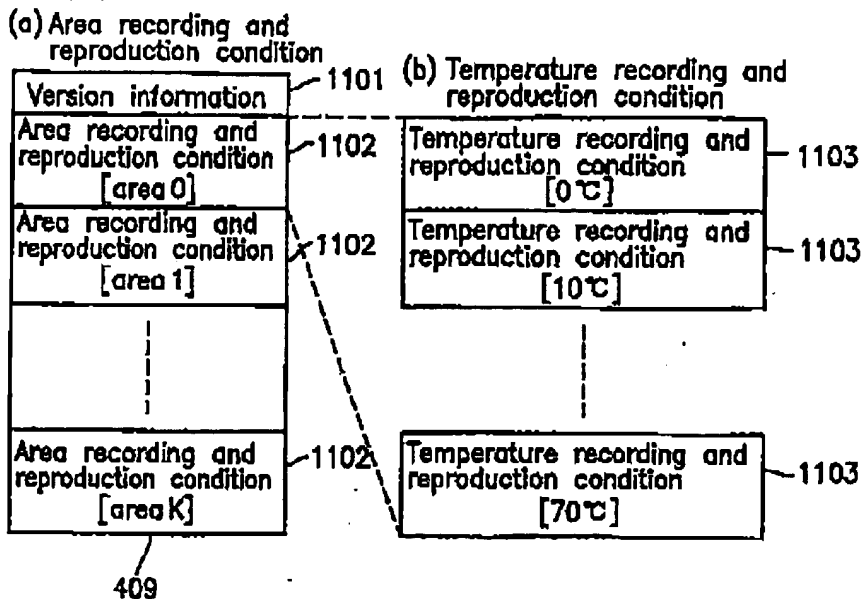 (a) Area recording and
reproduction condition
Version information
1101
Area recording and
reproduction condition
[area 0]
1102
Area recording and
reproduction condition
[area 1]
1102
Area recording and
reproduction condition
[area K]
1102
409
(b) Temperature recording and
reproduction condition
Temperature recording and
reproduction condition
[0℃]
1103
Temperature recording and
reproduction condition
[10℃]
1103
Temperature recording and
reproduction condition
[70℃]
1103